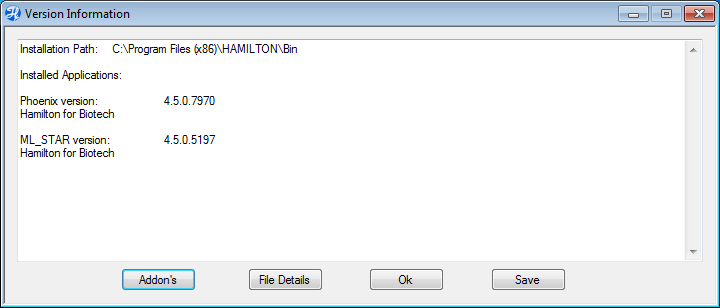 Version Information
Installation Path: C:\Program Files (x86)\HAMILTON\Bin
Installed Applications:
Phoenix version: 4.5.0.7970
Hamilton for Biotech
ML_STAR version: 4.5.0.5197
Hamilton for Biotech
Addon's File Details Ok Save